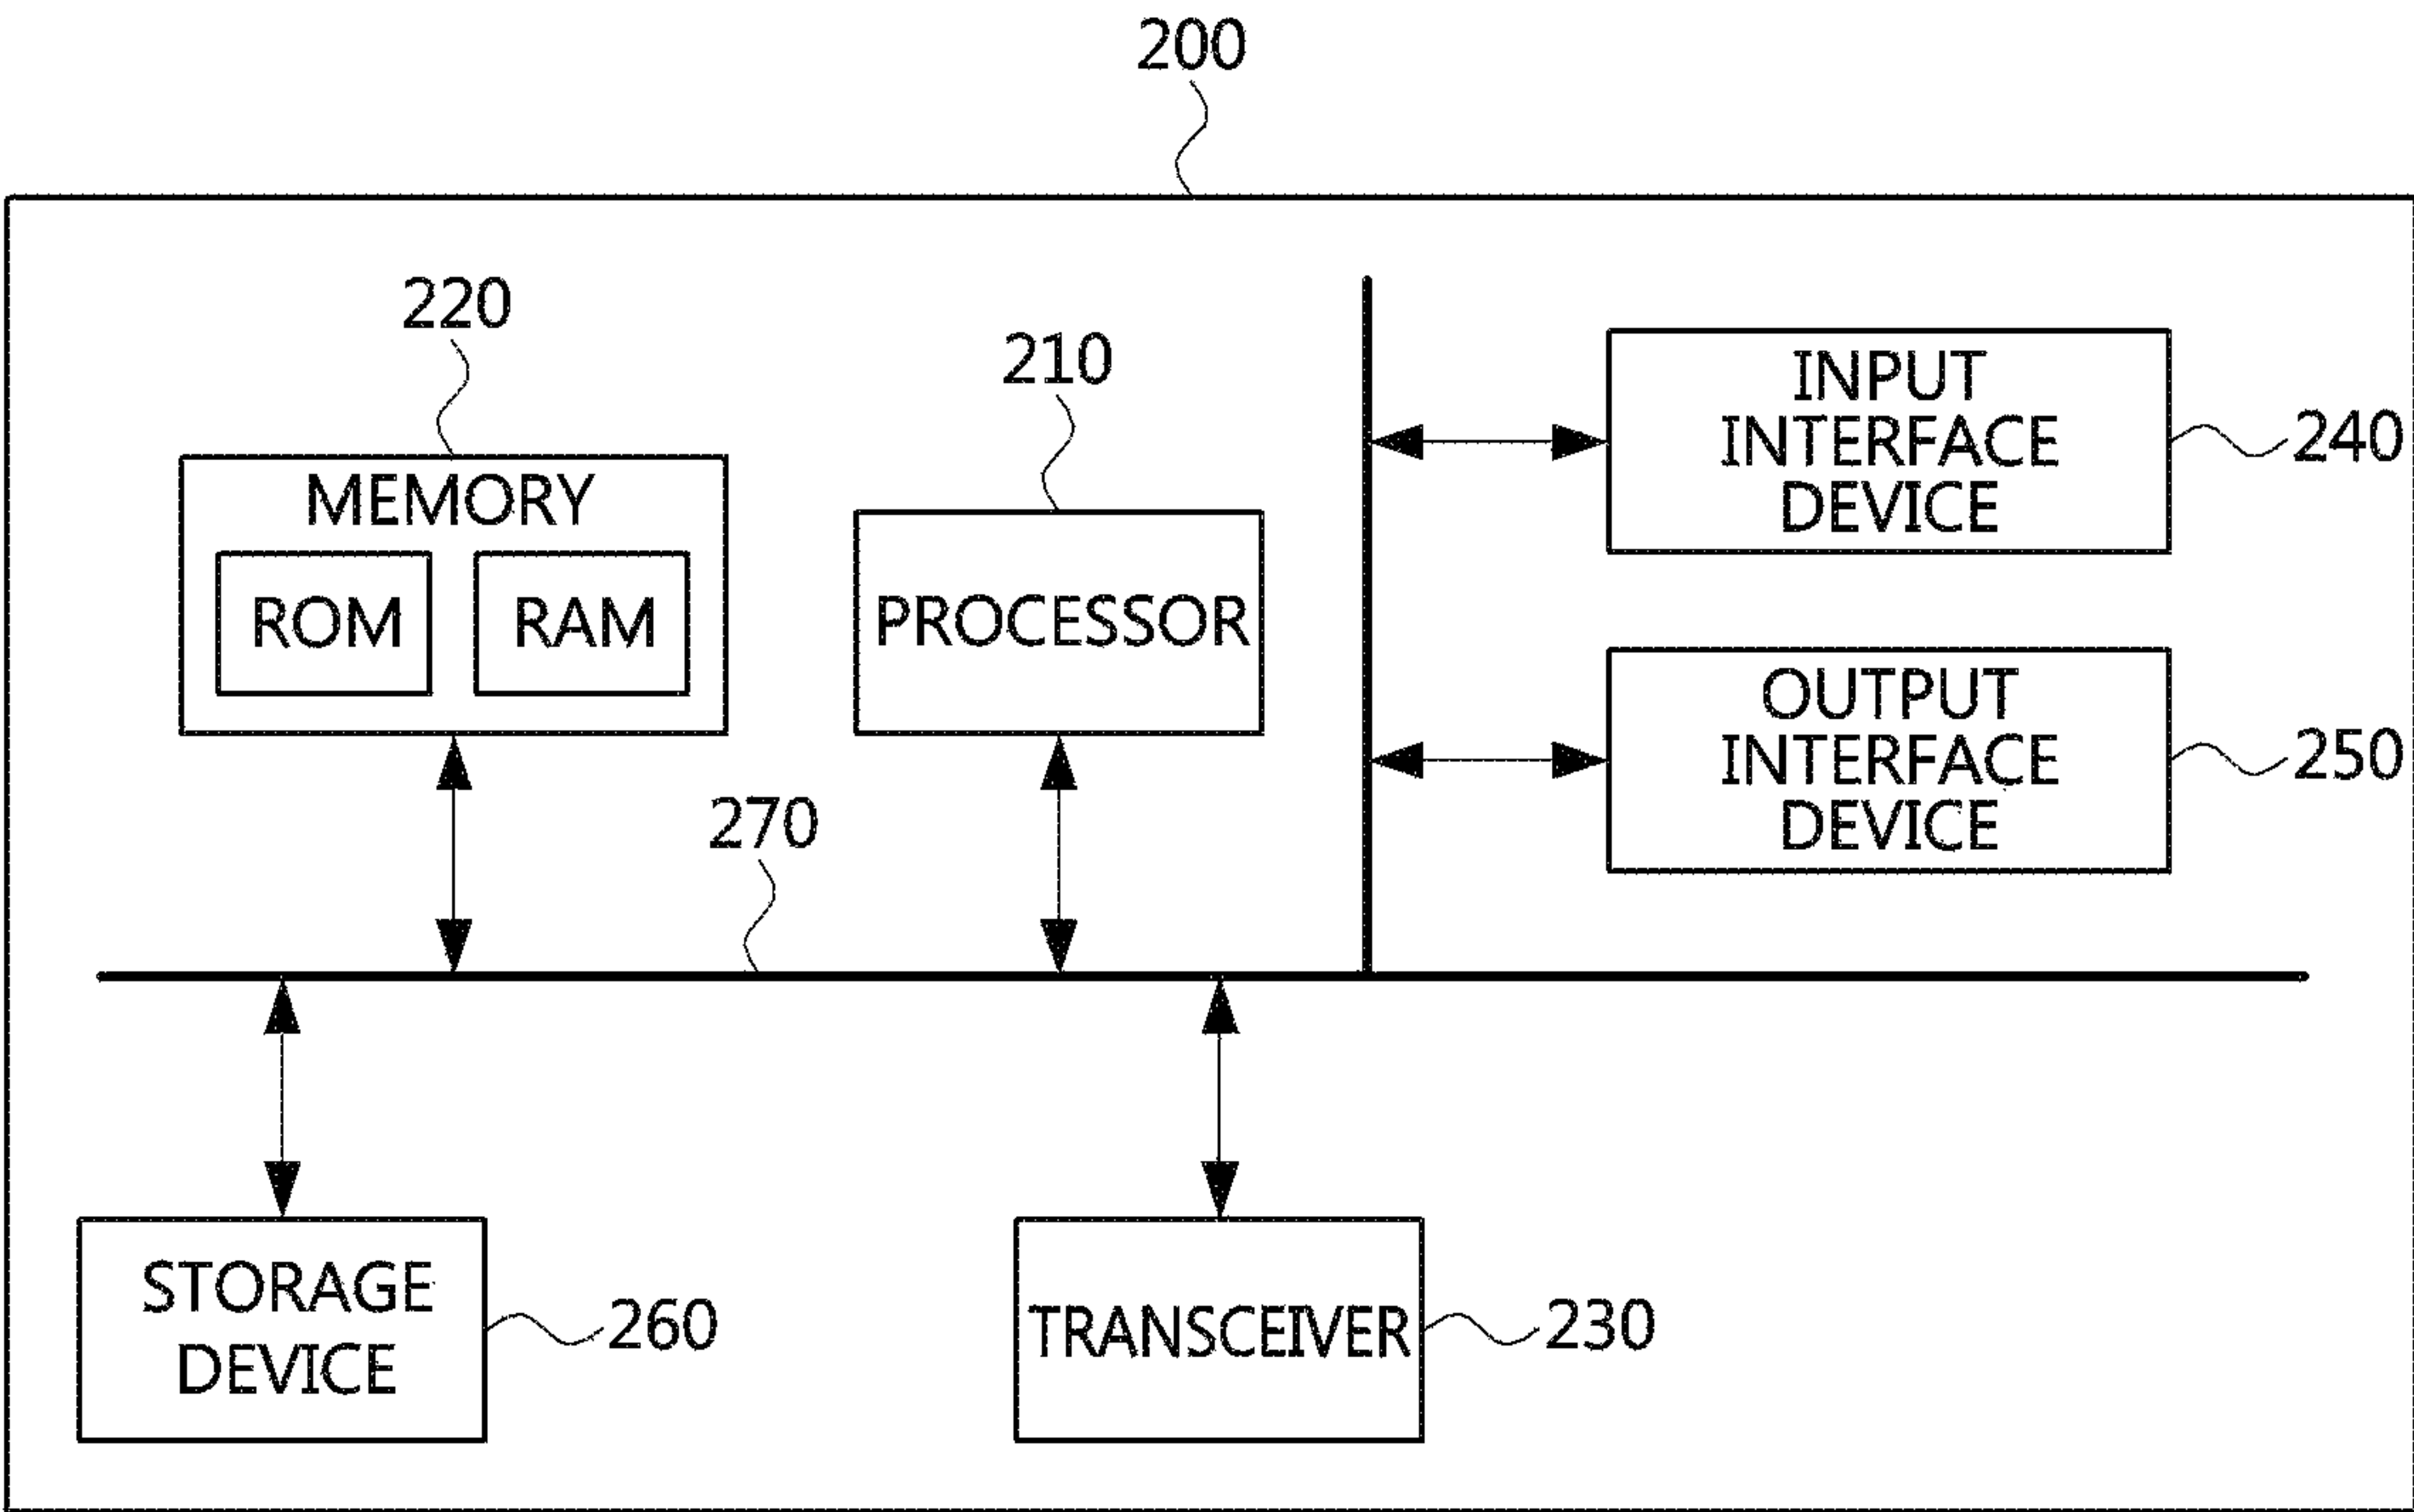 200
220
210
MEMORY
ROM
RAM
PROCESSOR
INPUT
INTERFACE
DEVICE
240
OUTPUT
INTERFACE
DEVICE
250
270
STORAGE
DEVICE
260
TRANSCEIVER
230